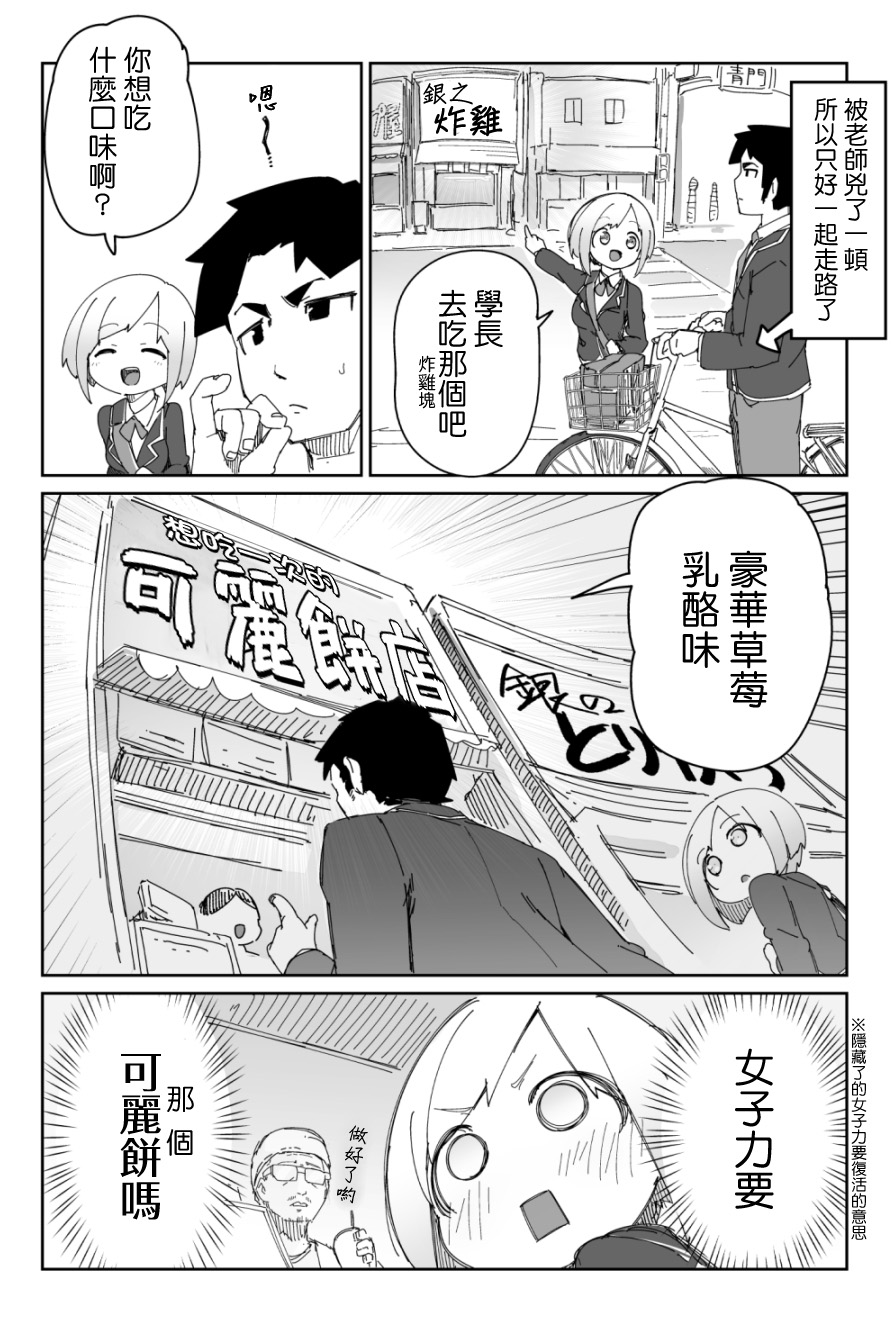 被老師兇了一頓
所以只好一起走路了
青門
銀之
炸雞
學長
去吃那個吧
炸雞塊
嗯～
你想吃
什麼口味啊？
豪華草莓
乳酪味
想吃一次的
可麗餅店
銀の
とり
女子力要
※隱藏了的女子力要復活的意思
做好了喲
那個
可麗餅嗎